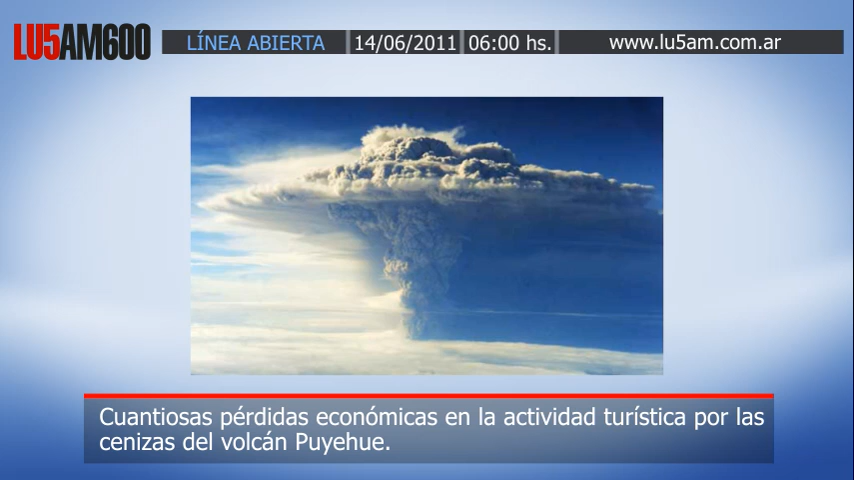 LU5AM600 LÍNEA ABIERTA 14/06/2011 06:00 hs. www.lu5am.com.ar
Cuantiosas pérdidas económicas en la actividad turística por las
cenizas del volcán Puyehue.